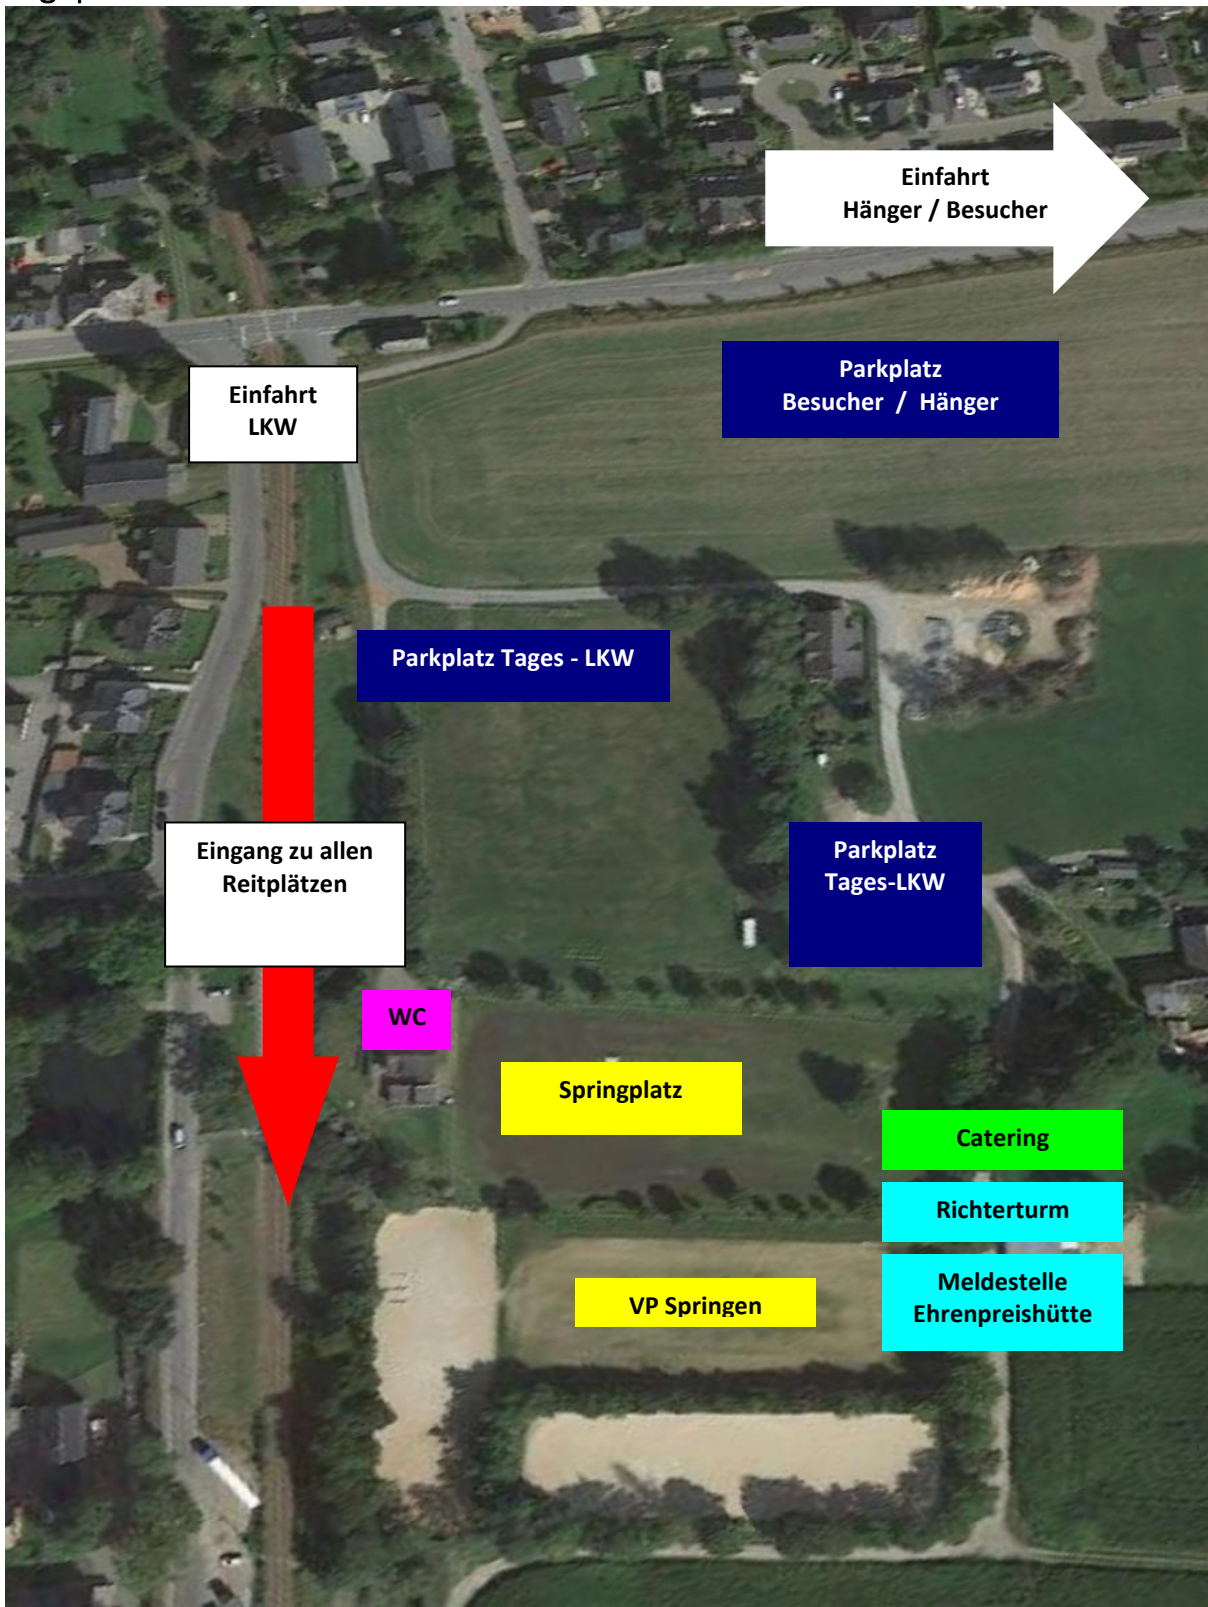 Einfahrt
Hänger / Besucher
Parkplatz
Besucher / Hänger
Einfahrt
LKW
Parkplatz Tages - LKW
Eingang zu allen
Reitplätzen
Parkplatz
Tages-LKW
WC
Springplatz
Catering
Richterturm
VP Springen
Meldestelle
Ehrenpreishütte